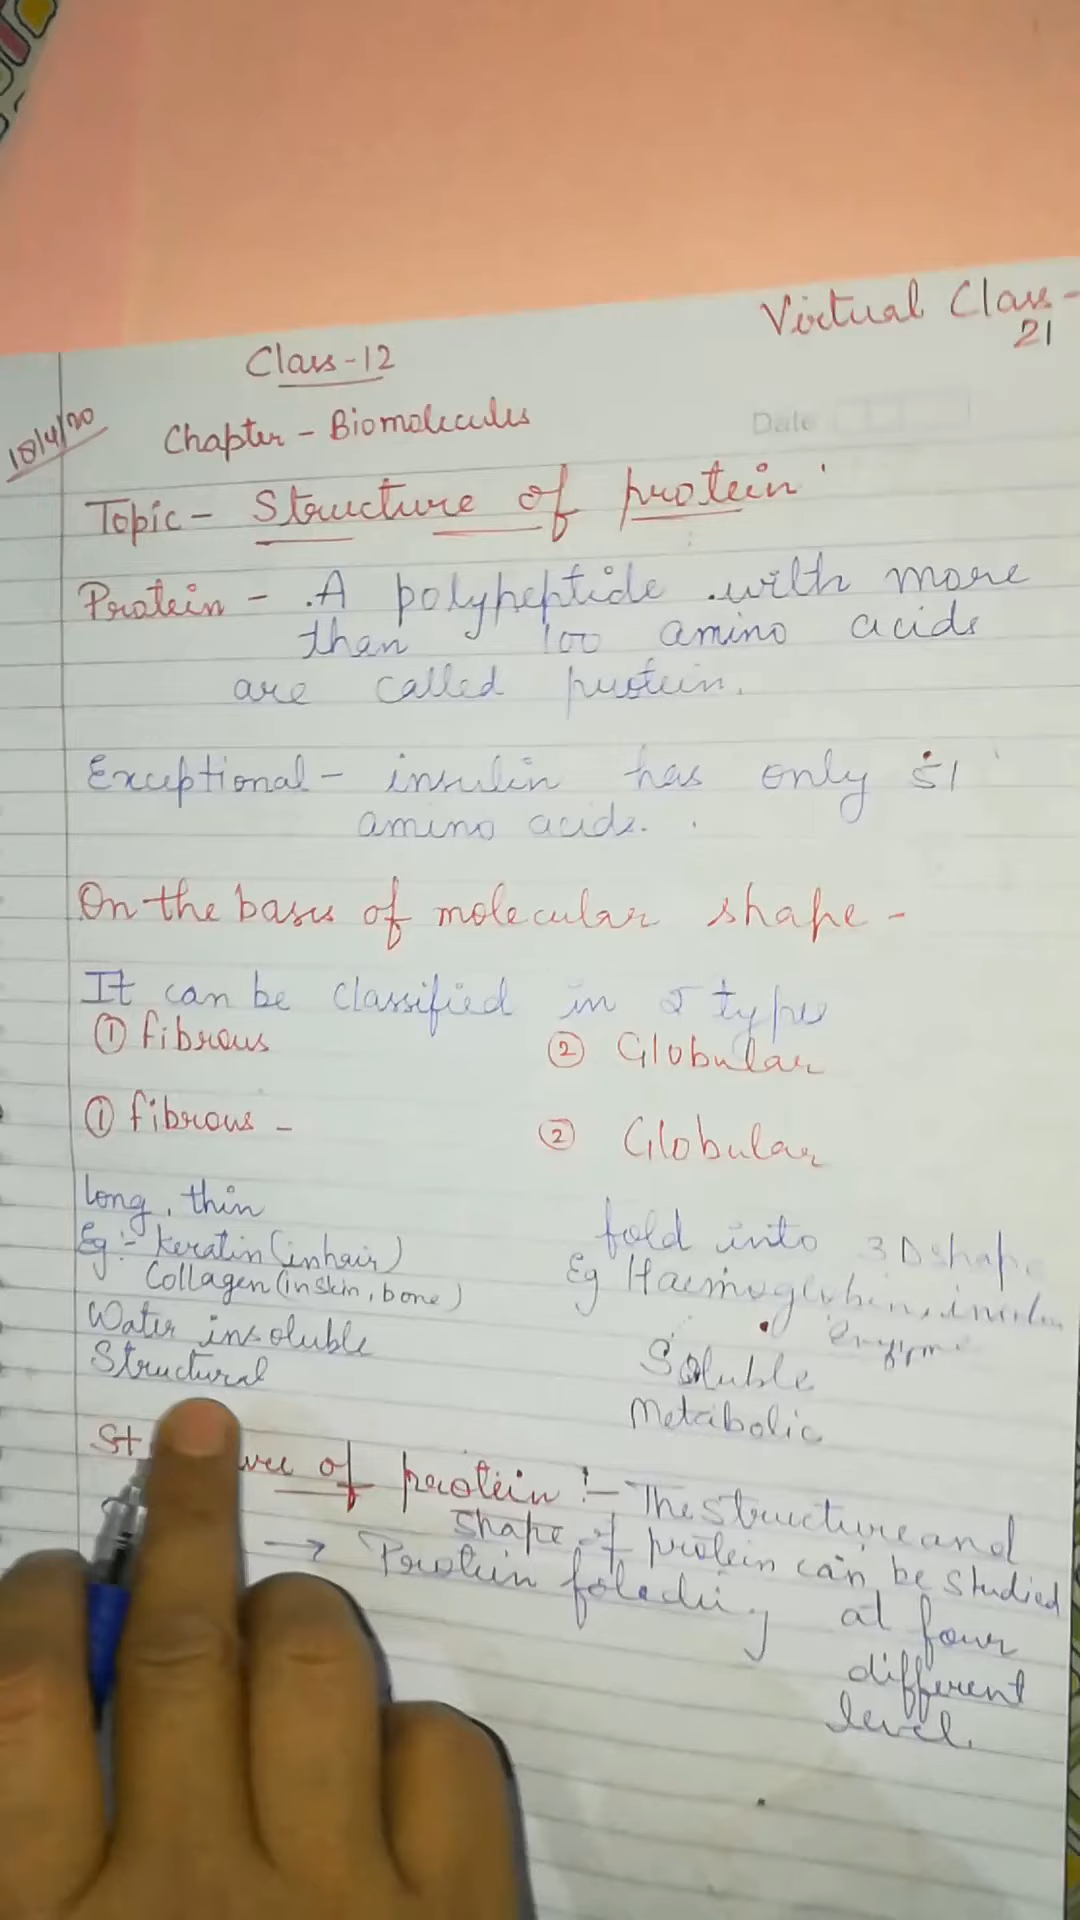 Virtual Class-
21
Class-12
18/4/20
Chapter - Biomolecules
Date
Topic- Structure of protein
Protein - A polypeptide with more
than 100 amino acids
are called protein.
Exceptional - insulin has only 51
amino acids.
On the basis of molecular shape -
It can be classified in 2 types
① fibrous ② Globular
① fibrous - ② Globular
long, thin
Eg:- Keratin (in hair)
Collagen (in skin, bone)
Water insoluble
Structural
fold into 3D shape
Eg Haemoglobin, insulin
Soluble
Metabolic
of protein :- The structure and
shape of protein can be studied
at four
different
level.
→ Protein